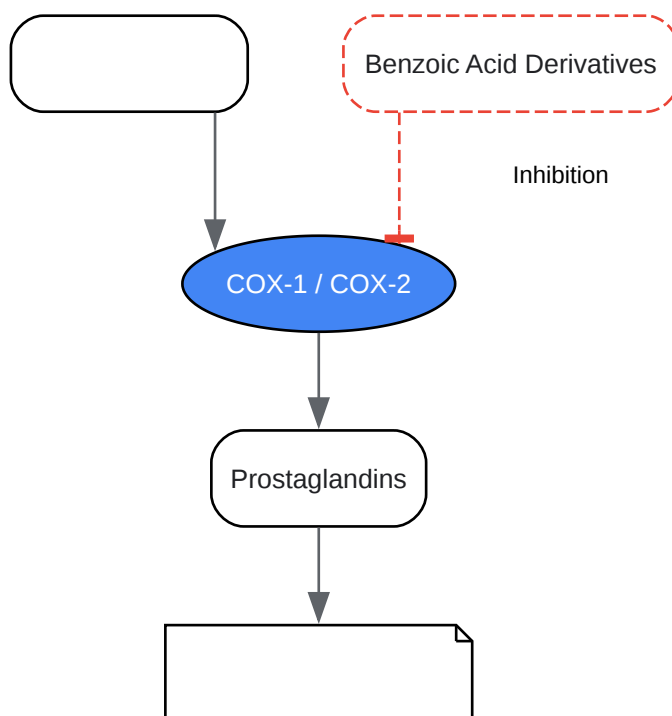 Benzoic Acid Derivatives
Inhibition
COX-1 / COX-2
Prostaglandins